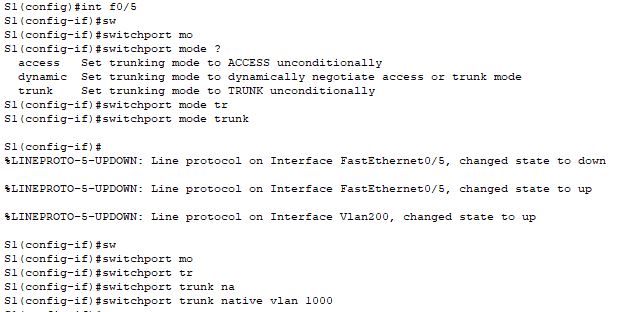 S1(config)#int f0/5
S1(config-if)#sw
S1(config-if)#switchport mo
S1(config-if)#switchport mode ?
  access   Set trunking mode to ACCESS unconditionally
  dynamic  Set trunking mode to dynamically negotiate access or trunk mode
  trunk    Set trunking mode to TRUNK unconditionally
S1(config-if)#switchport mode tr
S1(config-if)#switchport mode trunk
S1(config-if)#
%LINEPROTO-5-UPDOWN: Line protocol on Interface FastEthernet0/5, changed state to down
%LINEPROTO-5-UPDOWN: Line protocol on Interface FastEthernet0/5, changed state to up
%LINEPROTO-5-UPDOWN: Line protocol on Interface Vlan200, changed state to up
S1(config-if)#sw
S1(config-if)#switchport mo
S1(config-if)#switchport tr
S1(config-if)#switchport trunk na
S1(config-if)#switchport trunk native vlan 1000